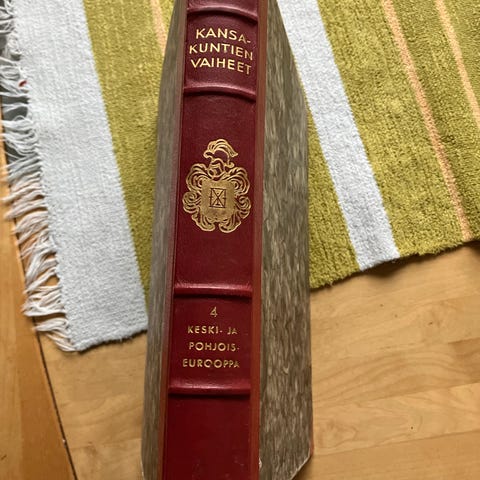 KANSA-
KUNTIEN
VAIHEET
4
KESKI- JA
POHJOIS-
EUROOPPA